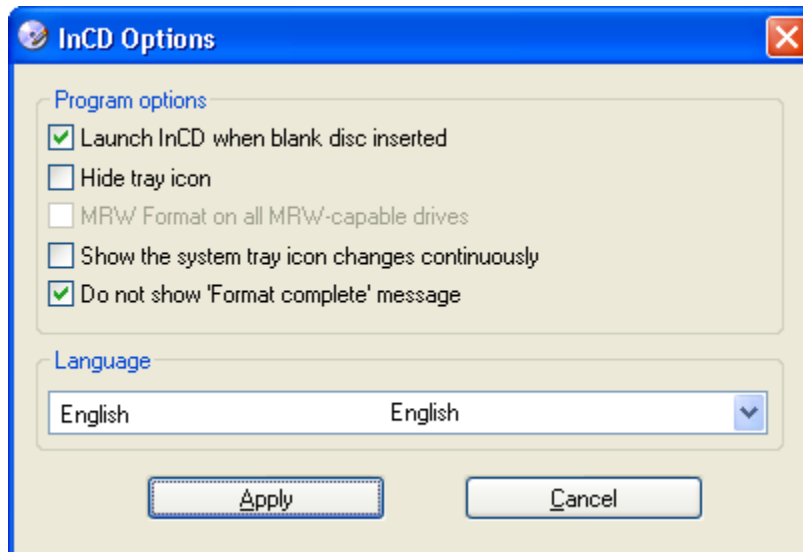 InCD Options
Program options
Launch InCD when blank disc inserted
Hide tray icon
MRW Format on all MRW-capable drives
Show the system tray icon changes continuously
Do not show 'Format complete' message
Language
English English
Apply Cancel